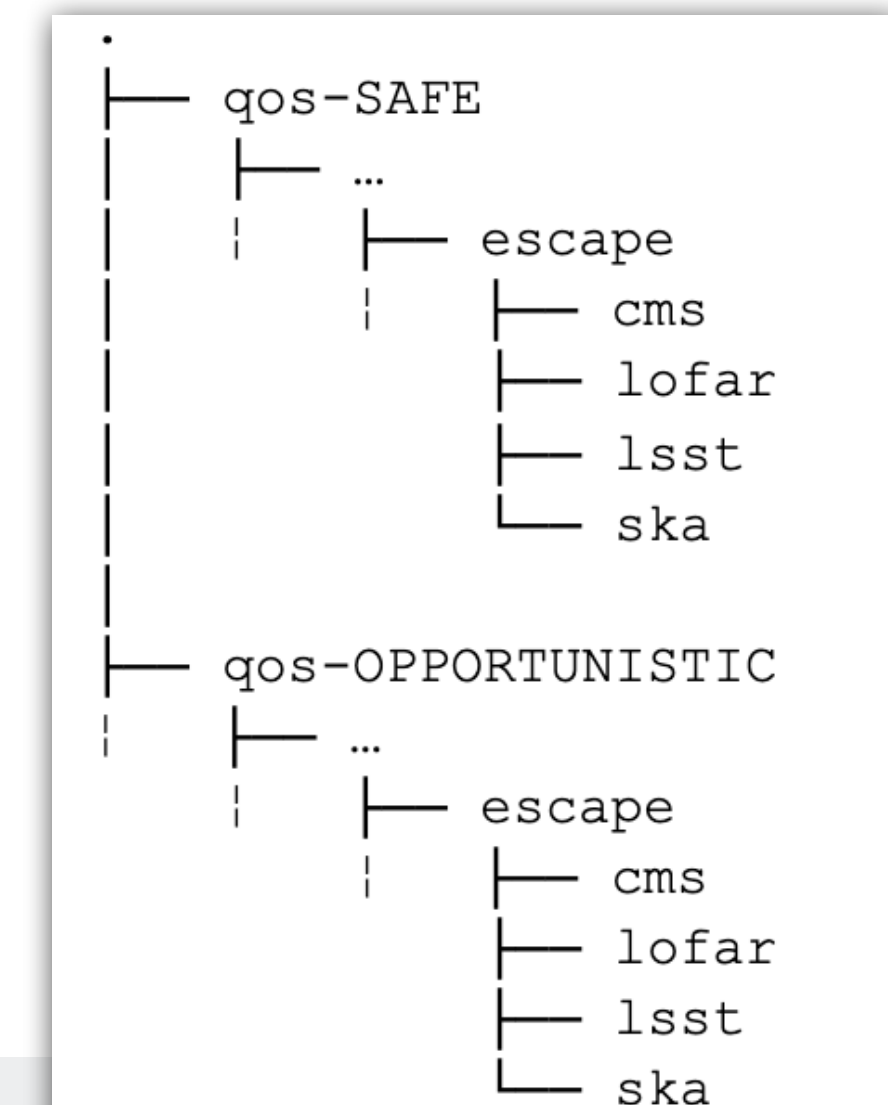 .
├── qos-SAFE
├── …
├── escape
├── cms
├── lofar
├── lsst
└── ska
├── qos-OPPORTUNISTIC
├── …
├── escape
├── cms
├── lofar
├── lsst
└── ska